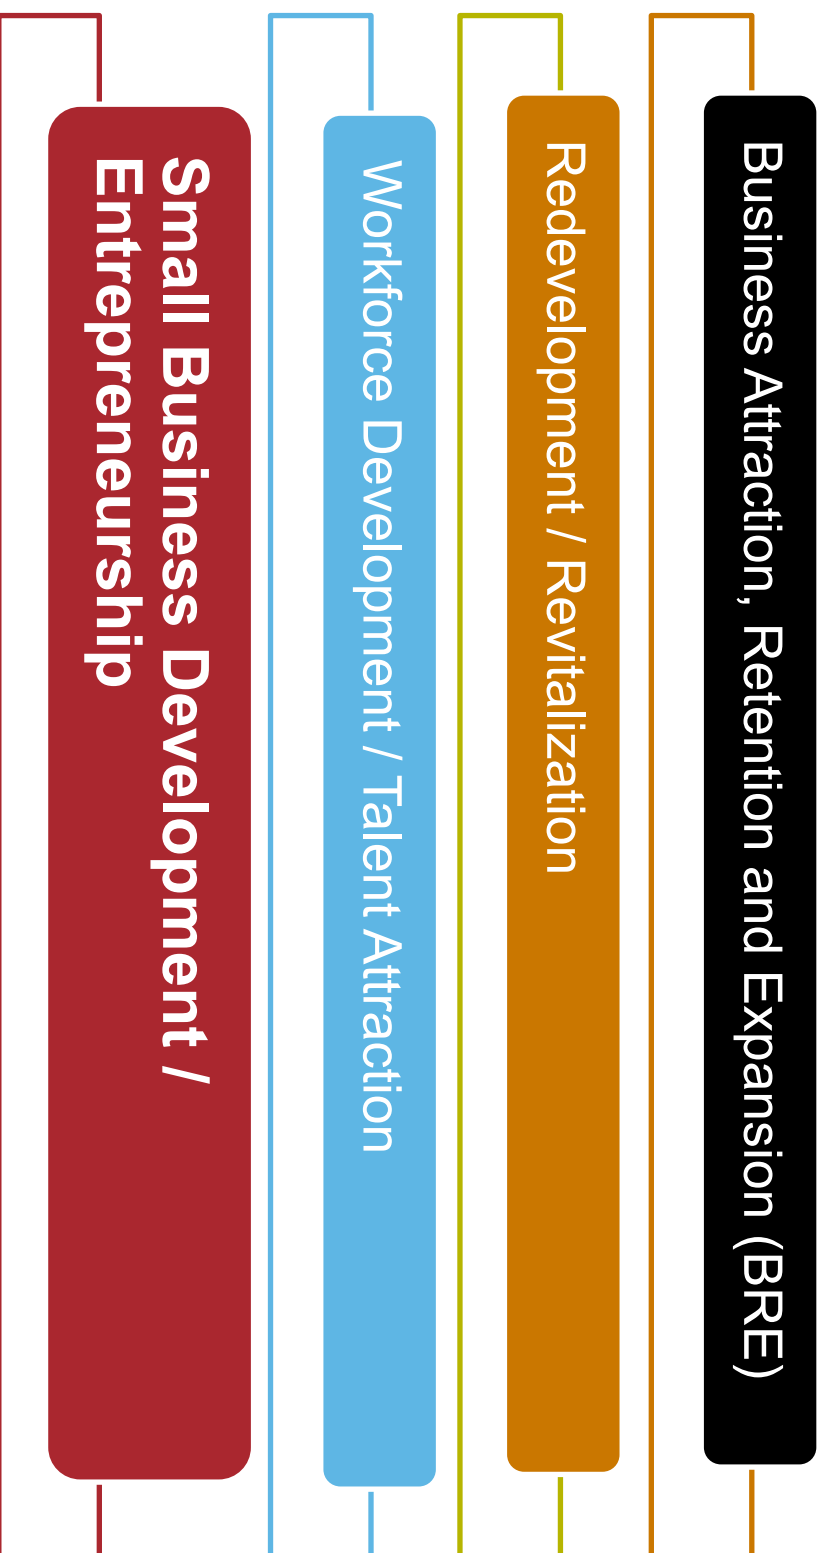 Business Attraction, Retention and Expansion (BRE)
Redevelopment / Revitalization
Workforce Development / Talent Attraction
Small Business Development /
Entrepreneurship